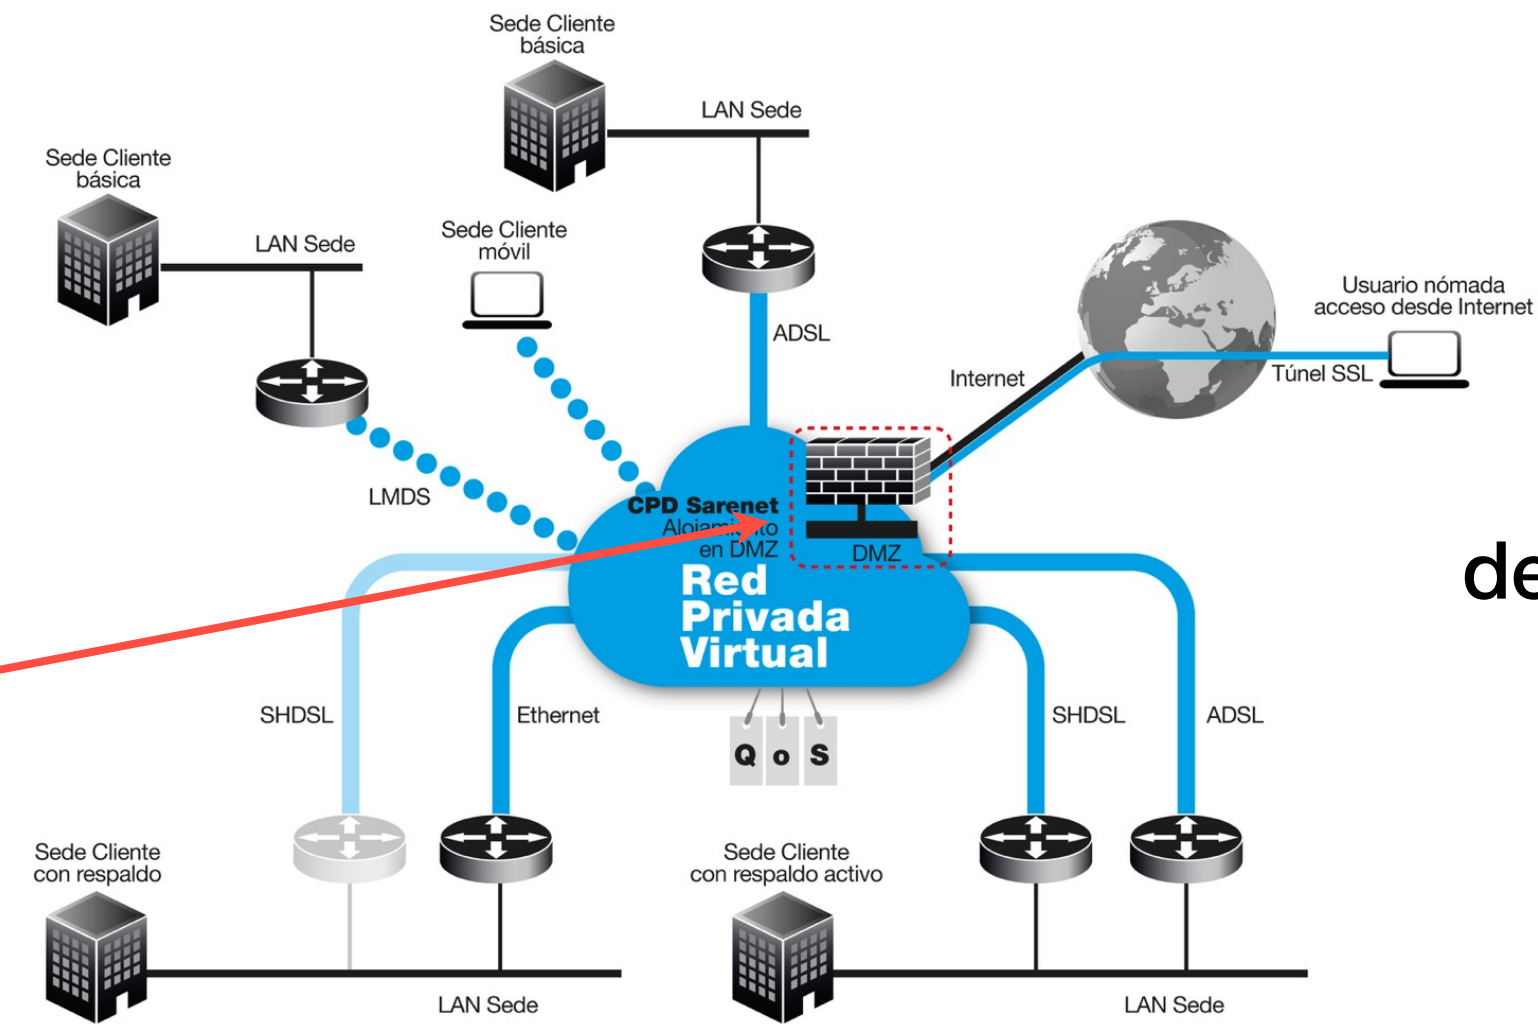 Sede Cliente
básica
LAN Sede
Sede Cliente
básica
LAN Sede
Sede Cliente
móvil
ADSL
Usuario nómada
acceso desde Internet
Internet
Túnel SSL
LMDS
CPD Sarenet
Alojamiento
en DMZ
DMZ
Red
Privada
Virtual
de
SHDSL
Ethernet
SHDSL
ADSL
Q o S
Sede Cliente
con respaldo
Sede Cliente
con respaldo activo
LAN Sede
LAN Sede